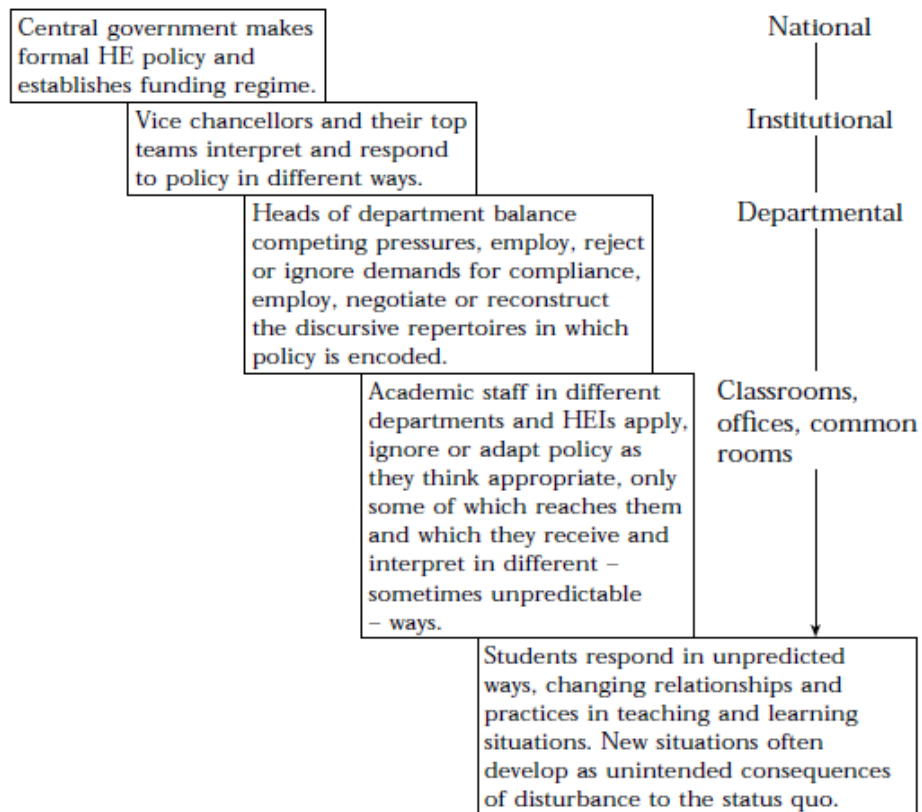 Central government makes
formal HE policy and
establishes funding regime.
National
Vice chancellors and their top
teams interpret and respond
to policy in different ways.
Institutional
Heads of department balance
competing pressures, employ, reject
or ignore demands for compliance,
employ, negotiate or reconstruct
the discursive repertoires in which
policy is encoded.
Departmental
Academic staff in different
departments and HEIs apply,
ignore or adapt policy as
they think appropriate, only
some of which reaches them
and which they receive and
interpret in different –
sometimes unpredictable
– ways.
Classrooms,
offices, common
rooms
Students respond in unpredicted
ways, changing relationships and
practices in teaching and learning
situations. New situations often
develop as unintended consequences
of disturbance to the status quo.